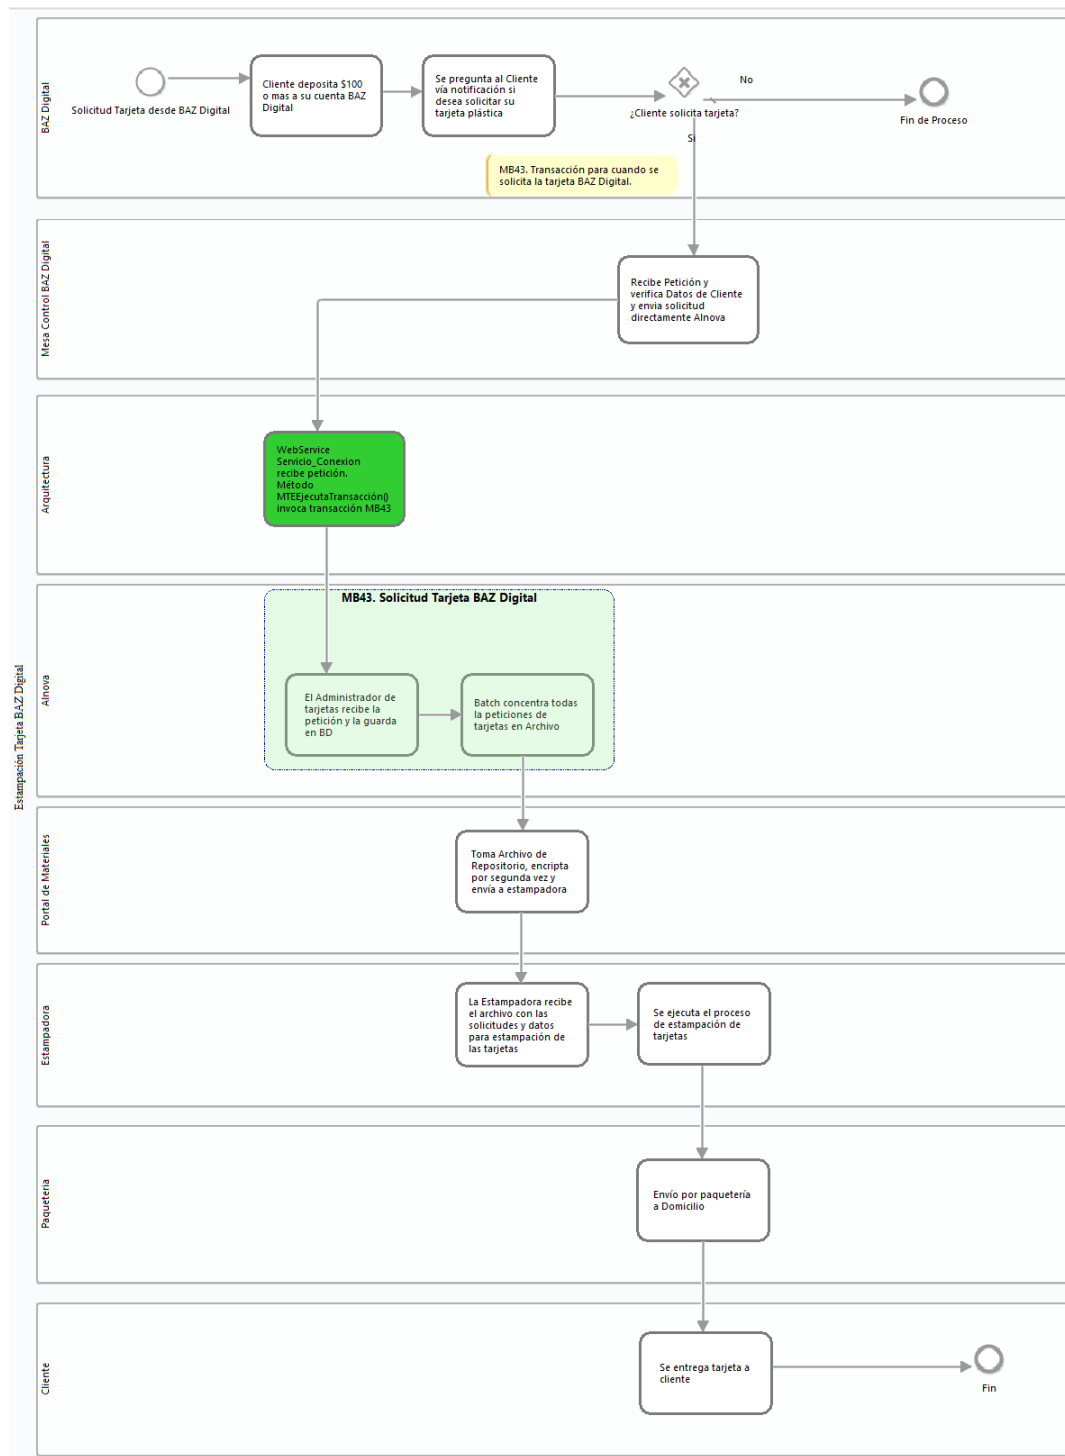 Estampación Tarjeta BAZ Digital
BAZ Digital
Solicitud Tarjeta desde BAZ Digital
Cliente deposita $100
o mas a su cuenta BAZ
Digital
Se pregunta al Cliente
vía notificación si
desea solicitar su
tarjeta plástica
¿Cliente solicita tarjeta?
No
Si
Fin de Proceso
MB43. Transacción para cuando se
solicita la tarjeta BAZ Digital.
Mesa Control BAZ Digital
Recibe Petición y
verifica Datos de Cliente
y envia solicitud
directamente Alnova
Arquitectura
WebService
Servicio_Conexion
recibe petición.
Método
MTEEjecutaTransacción()
invoca transacción MB43
Alnova
MB43. Solicitud Tarjeta BAZ Digital
El Administrador de
tarjetas recibe la
petición y la guarda
en BD
Batch concentra todas
la peticiones de
tarjetas en Archivo
Portal de Materiales
Toma Archivo de
Repositorio, encripta
por segunda vez y
envía a estampadora
Estampadora
La Estampadora recibe
el archivo con las
solicitudes y datos
para estampación de
las tarjetas
Se ejecuta el proceso
de estampación de
tarjetas
Paqueteria
Envío por paquetería
a Domicilio
Cliente
Se entrega tarjeta a
cliente
Fin